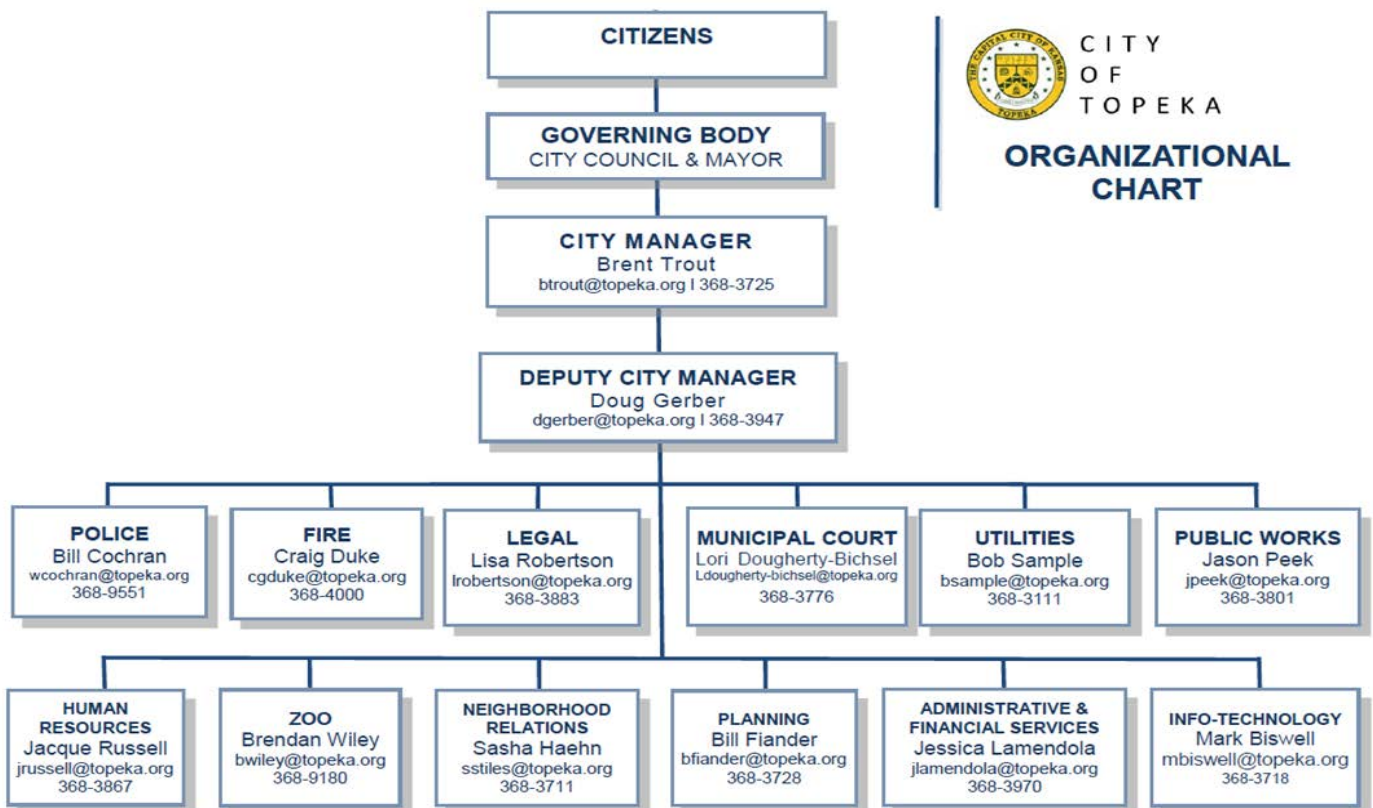 CITIZENS
CITY
OF
TOPEKA
THE CAPITAL CITY OF KANSAS
TOPEKA
ORGANIZATIONAL
CHART
GOVERNING BODY
CITY COUNCIL & MAYOR
CITY MANAGER
Brent Trout
btrout@topeka.org l 368-3725
DEPUTY CITY MANAGER
Doug Gerber
dgerber@topeka.org l 368-3947
POLICE
Bill Cochran
wcochran@topeka.org
368-9551
FIRE
Craig Duke
cgduke@topeka.org
368-4000
LEGAL
Lisa Robertson
lrobertson@topeka.org
368-3883
MUNICIPAL COURT
Lori Dougherty-Bichsel
Ldougherty-bichsel@topeka.org
368-3776
UTILITIES
Bob Sample
bsample@topeka.org
368-3111
PUBLIC WORKS
Jason Peek
jpeek@topeka.org
368-3801
HUMAN
RESOURCES
Jacque Russell
jrussell@topeka.org
368-3867
ZOO
Brendan Wiley
bwiley@topeka.org
368-9180
NEIGHBORHOOD
RELATIONS
Sasha Haehn
sstiles@topeka.org
368-3711
PLANNING
Bill Fiander
bfiander@topeka.org
368-3728
ADMINISTRATIVE &
FINANCIAL SERVICES
Jessica Lamendola
jlamendola@topeka.org
368-3970
INFO-TECHNOLOGY
Mark Biswell
mbiswell@topeka.org
368-3718